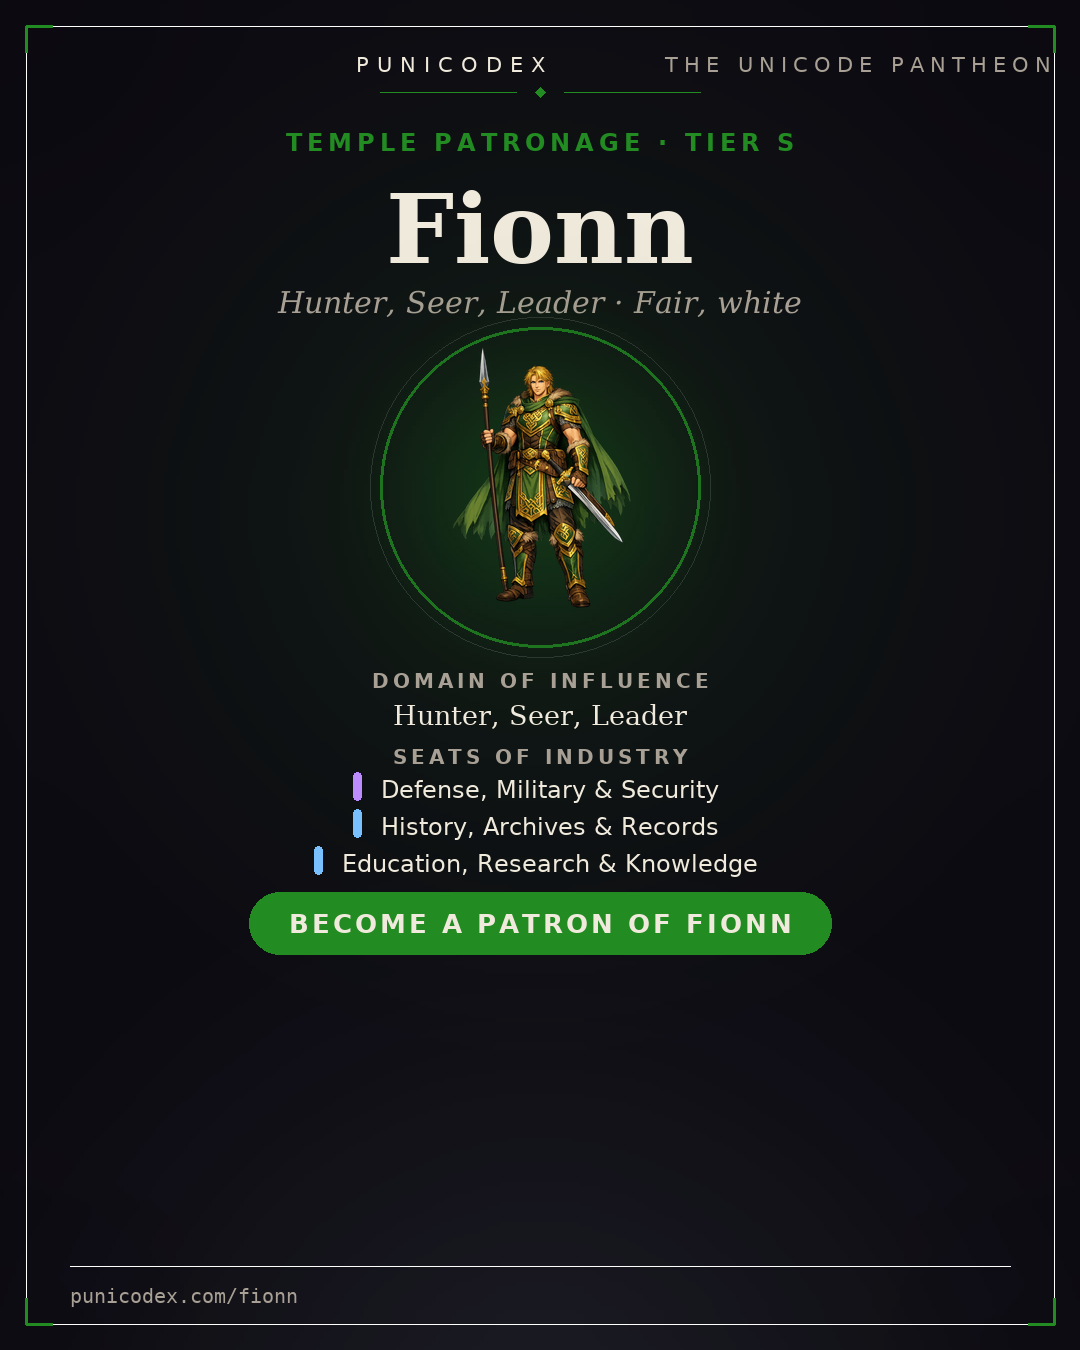 PUNICODEX THE UNICODE PANTHEON
TEMPLE PATRONAGE · TIER S
Fionn
Hunter, Seer, Leader · Fair, white
DOMAIN OF INFLUENCE
Hunter, Seer, Leader
SEATS OF INDUSTRY
Defense, Military & Security
History, Archives & Records
Education, Research & Knowledge
BECOME A PATRON OF FIONN
punicodex.com/fionn